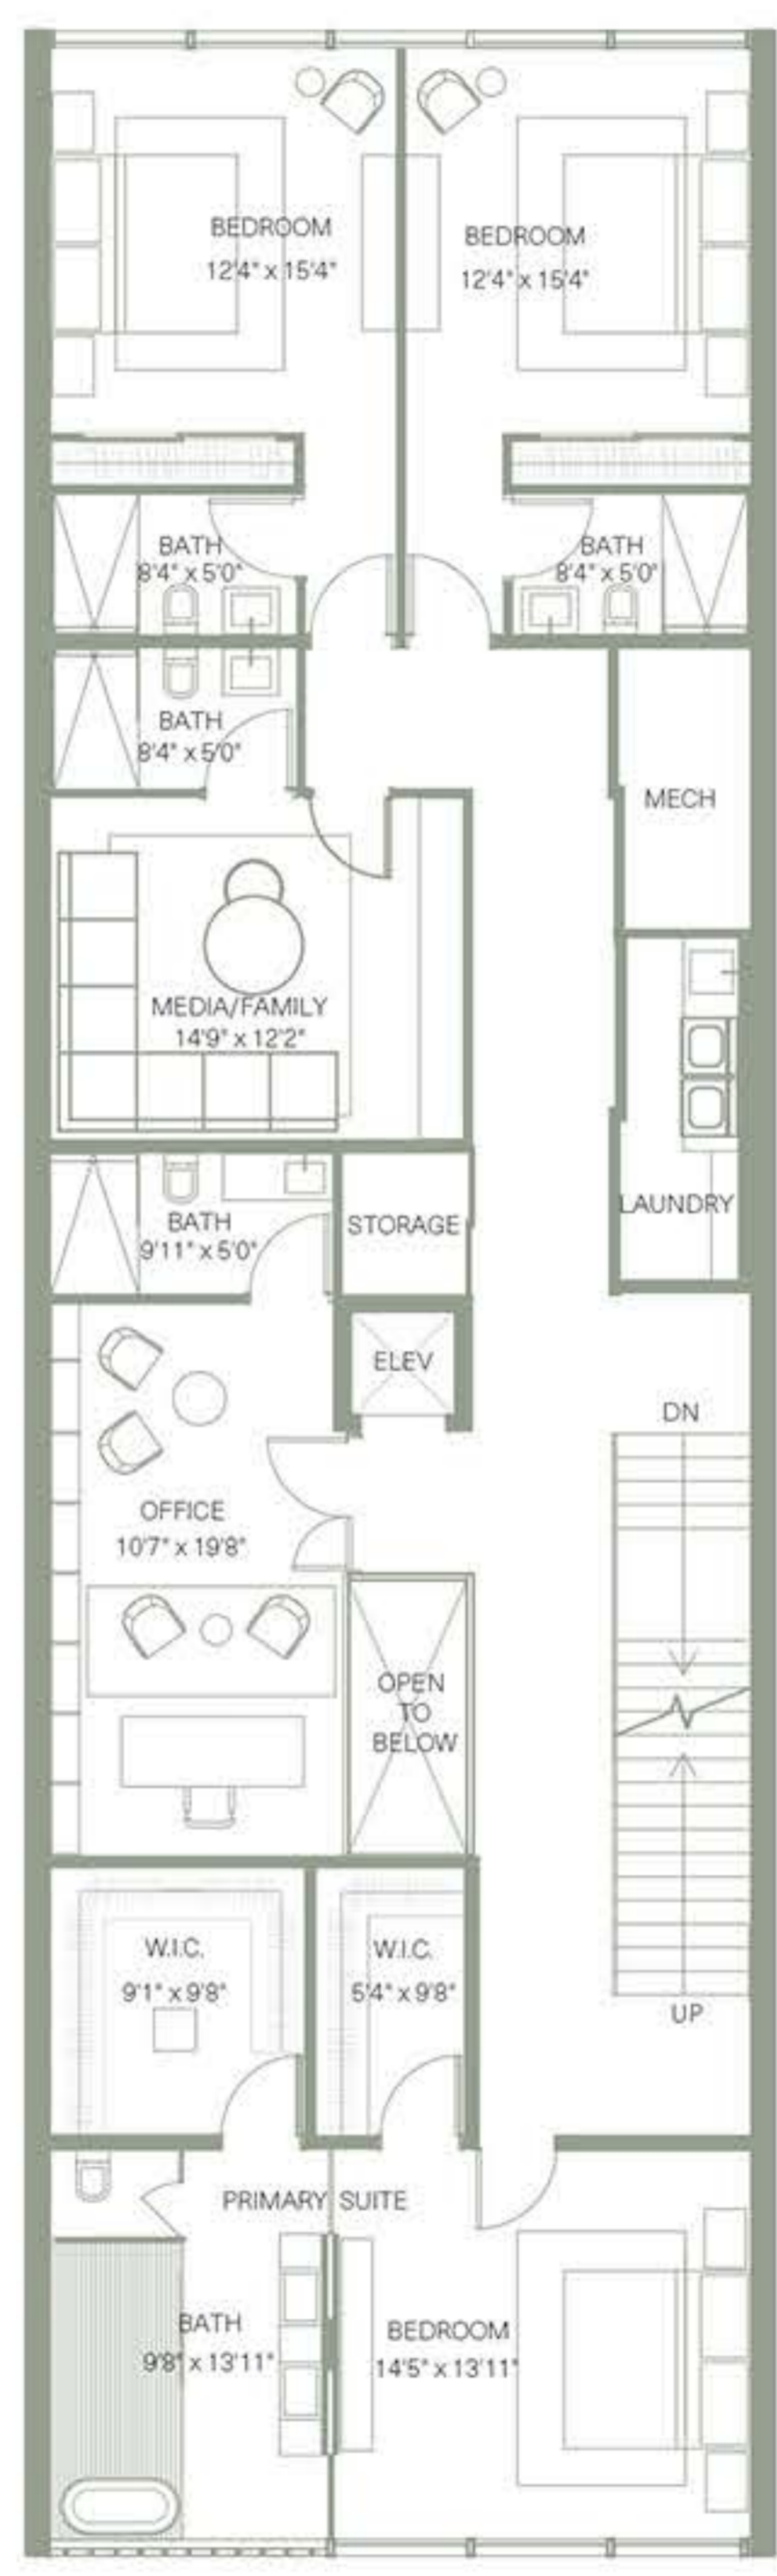 BEDROOM
12'4" x 15'4"
BEDROOM
12'4" x 15'4"
BATH
8'4" x 5'0"
BATH
8'4" x 5'0"
BATH
8'4" x 5'0"
MECH
MEDIA/FAMILY
14'9" x 12'2"
LAUNDRY
BATH
9'11" x 5'0"
STORAGE
ELEV
DN
OFFICE
10'7" x 19'8"
OPEN
TO
BELOW
W.I.C.
9'1" x 9'8"
W.I.C.
5'4" x 9'8"
UP
PRIMARY SUITE
BATH
9'8" x 13'11"
BEDROOM
14'5" x 13'11"